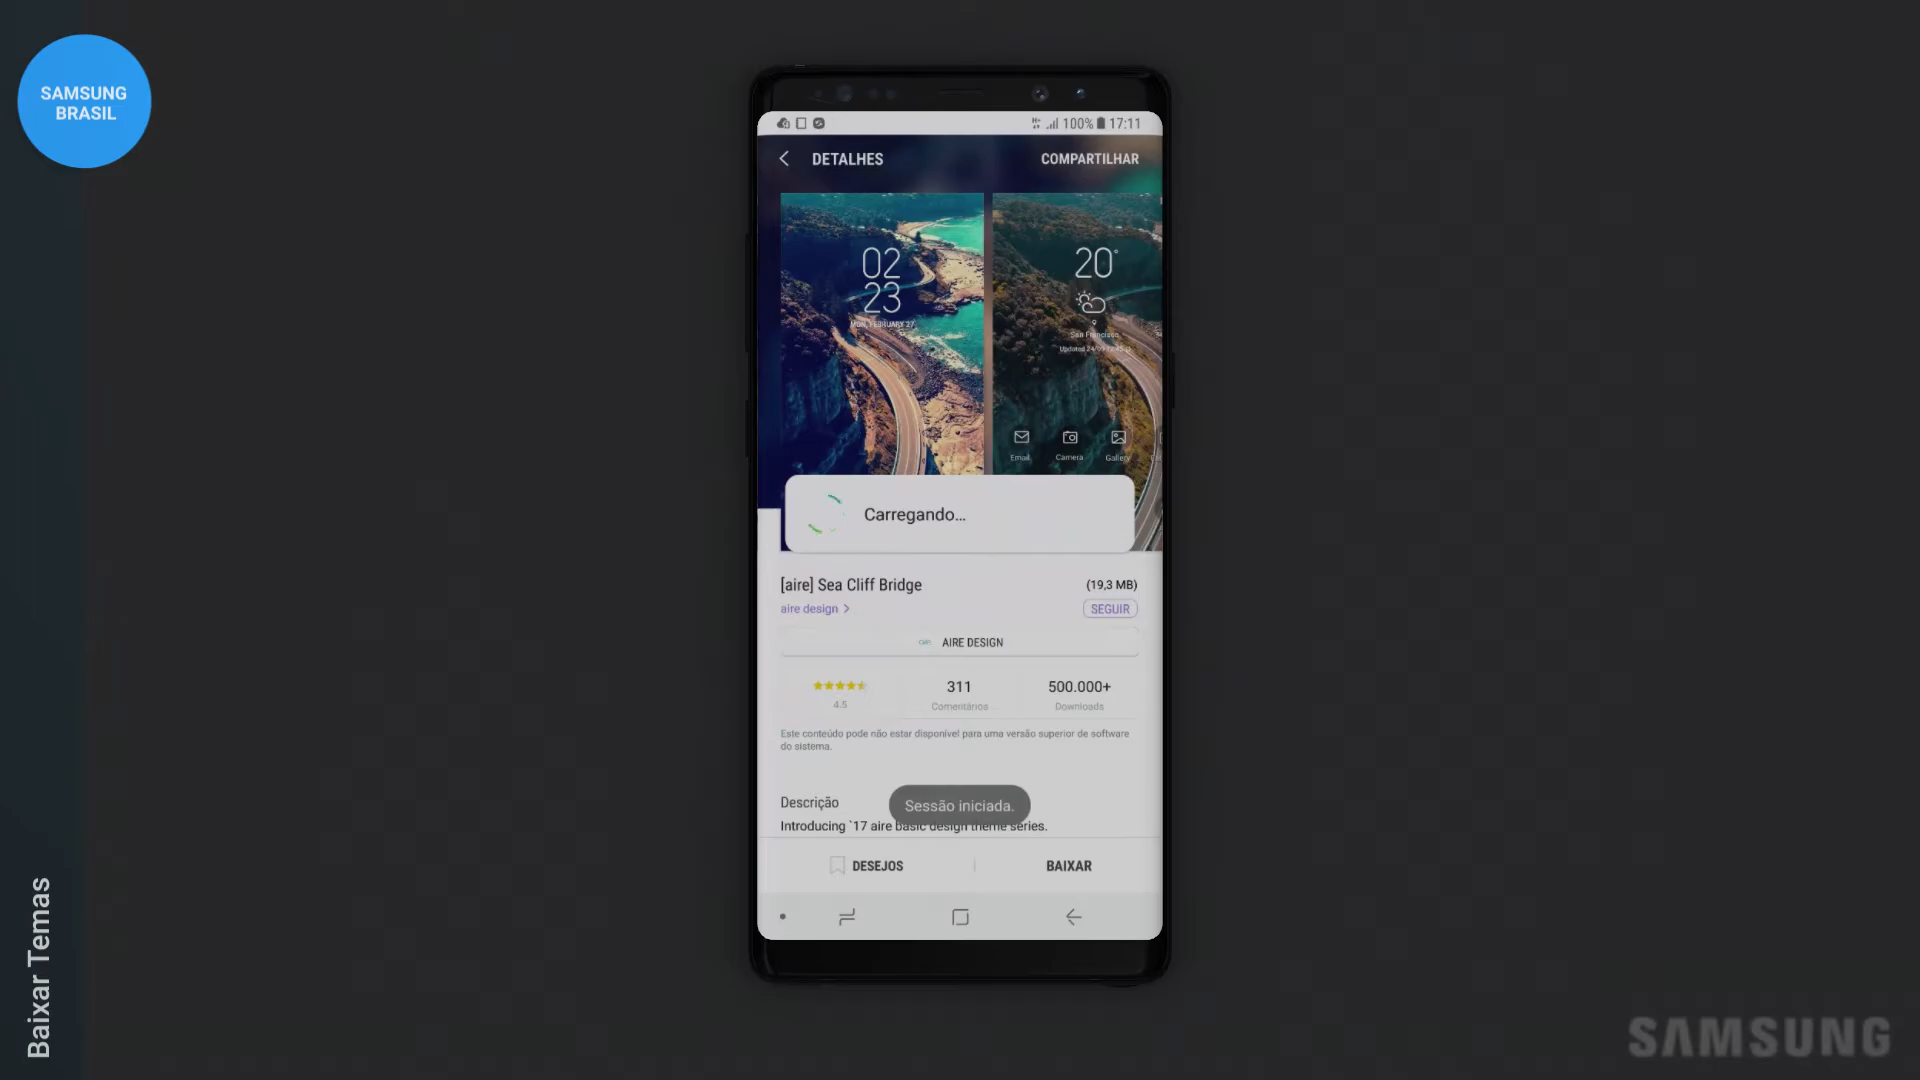 SAMSUNG
BRASIL
100% 17:11
DETALHES
COMPARTILHAR
02
23
MON, FEBRUARY 27
20°
San Francisco
Email
Camera
Gallery
Carregando...
[aire] Sea Cliff Bridge
(19,3 MB)
aire design >
SEGUIR
AIRE DESIGN
4.5
311
Comentários
500.000+
Downloads
Este conteúdo pode não estar disponível para uma versão superior de software
do sistema.
Descrição
Sessão iniciada.
Introducing `17 aire basic design theme series.
DESEJOS
BAIXAR
Baixar Temas
SAMSUNG